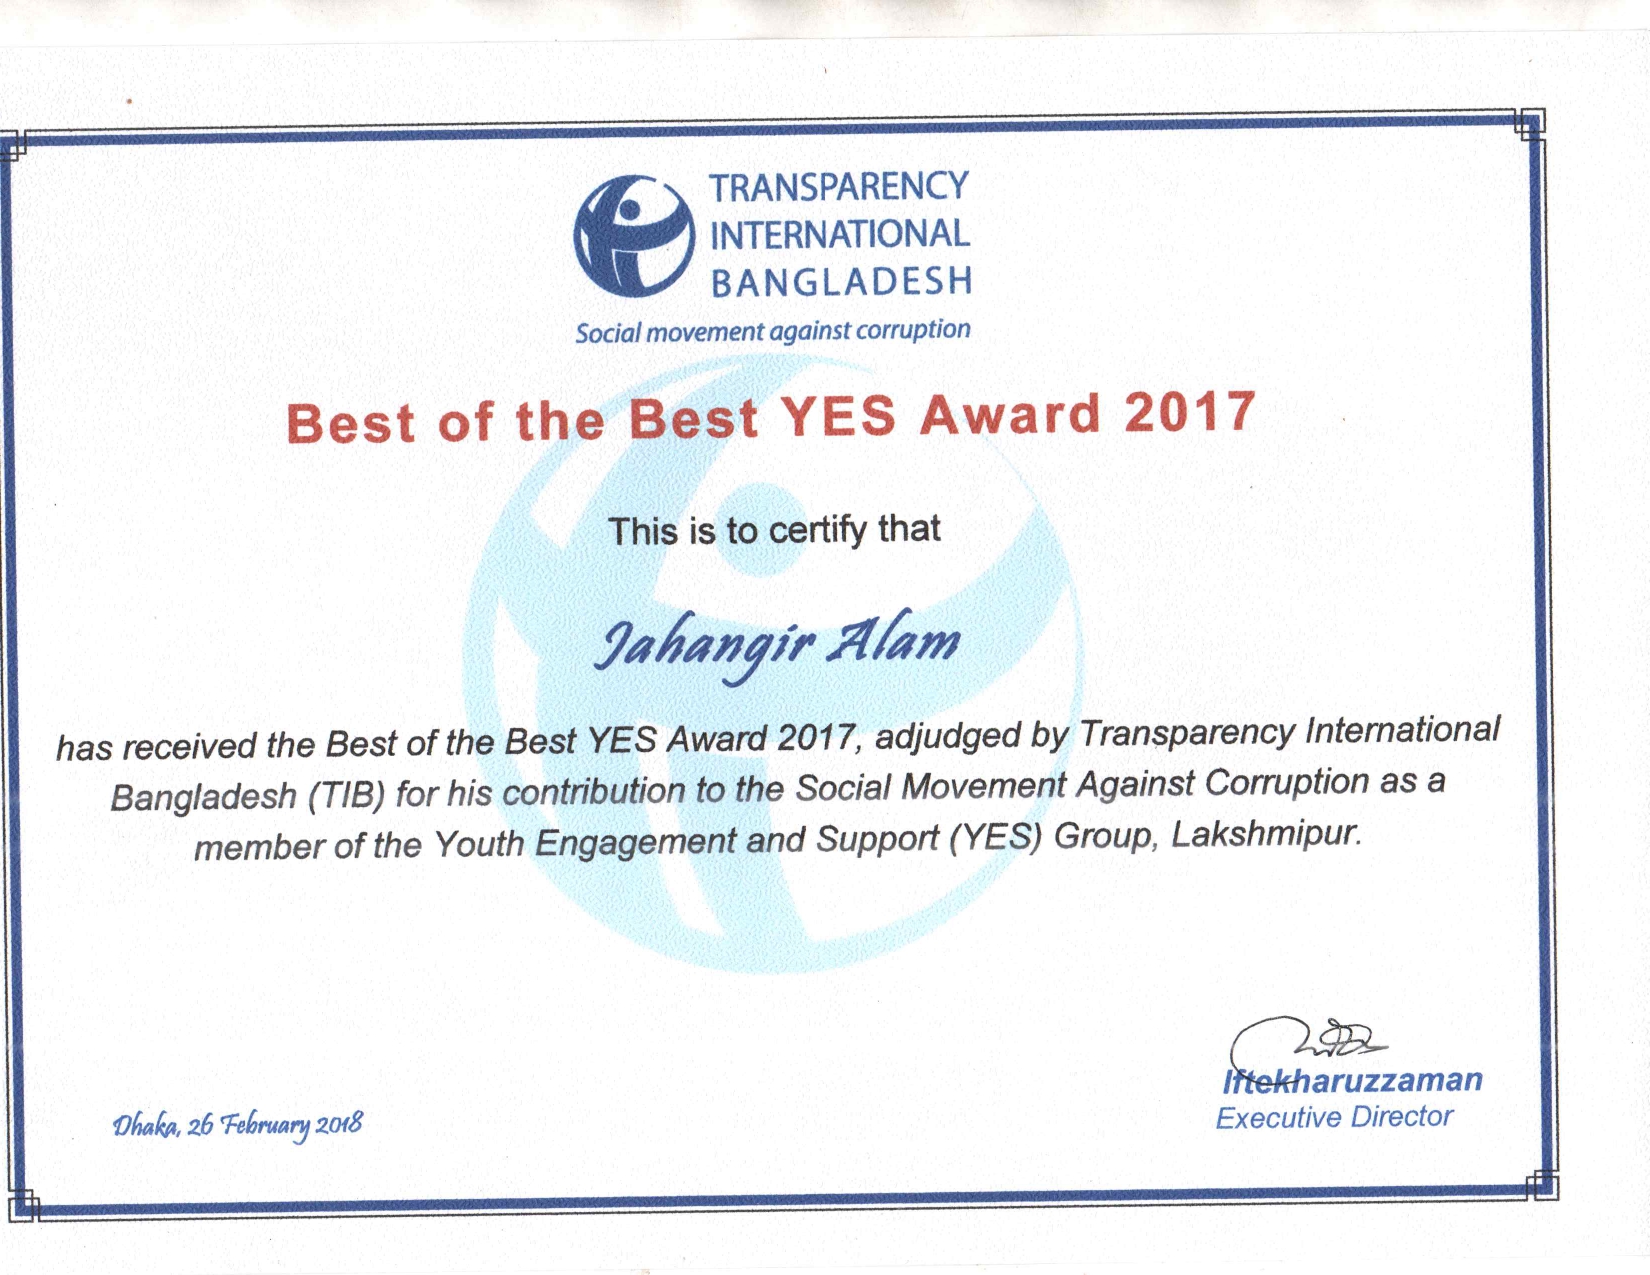 TRANSPARENCY
INTERNATIONAL
BANGLADESH
Social movement against corruption
Best of the Best YES Award 2017
This is to certify that
Jahangir Alam
has received the Best of the Best YES Award 2017, adjudged by Transparency International
Bangladesh (TIB) for his contribution to the Social Movement Against Corruption as a
member of the Youth Engagement and Support (YES) Group, Lakshmipur.
Iftekharuzzaman
Executive Director
Dhaka, 26 February 2018